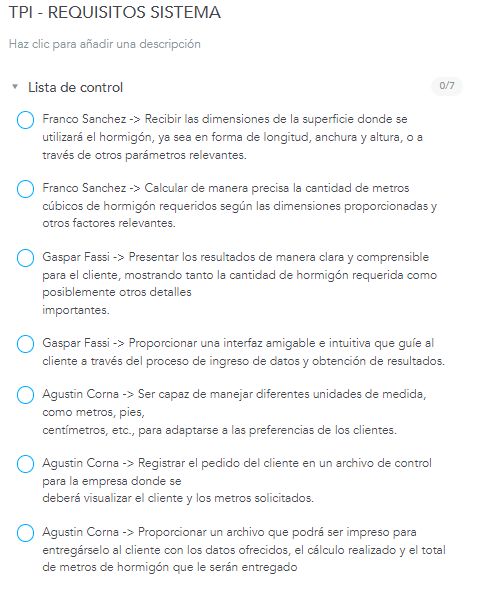 TPI - REQUISITOS SISTEMA
Haz clic para añadir una descripción
Lista de control
0/7
Franco Sanchez -> Recibir las dimensiones de la superficie donde se
utilizará el hormigón, ya sea en forma de longitud, anchura y altura, o a
través de otros parámetros relevantes.
Franco Sanchez -> Calcular de manera precisa la cantidad de metros
cúbicos de hormigón requeridos según las dimensiones proporcionadas y
otros factores relevantes.
Gaspar Fassi -> Presentar los resultados de manera clara y comprensible
para el cliente, mostrando tanto la cantidad de hormigón requerida como
posiblemente otros detalles
importantes.
Gaspar Fassi -> Proporcionar una interfaz amigable e intuitiva que guíe al
cliente a través del proceso de ingreso de datos y obtención de resultados.
Agustin Corna -> Ser capaz de manejar diferentes unidades de medida,
como metros, pies,
centímetros, etc., para adaptarse a las preferencias de los clientes.
Agustin Corna -> Registrar el pedido del cliente en un archivo de control
para la empresa donde se
deberá visualizar el cliente y los metros solicitados.
Agustin Corna -> Proporcionar un archivo que podrá ser impreso para
entregárselo al cliente con los datos ofrecidos, el cálculo realizado y el total
de metros de hormigón que le serán entregado